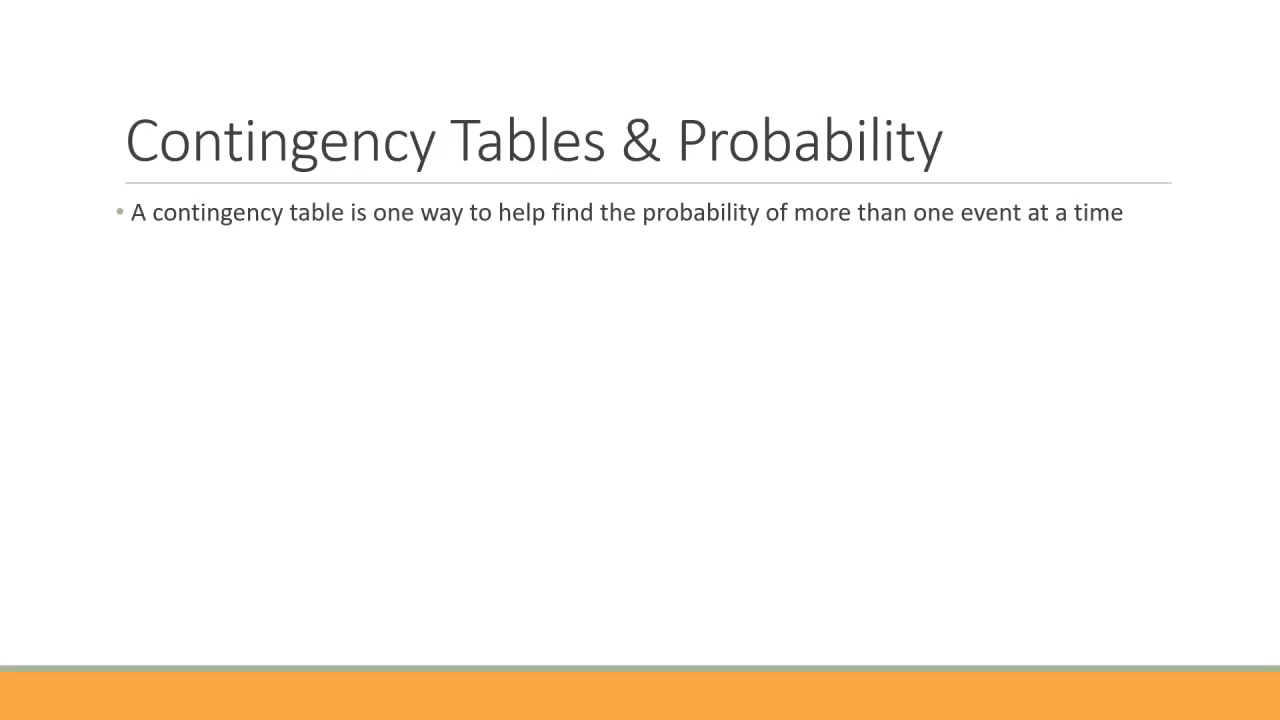 Contingency Tables & Probability
• A contingency table is one way to help find the probability of more than one event at a time